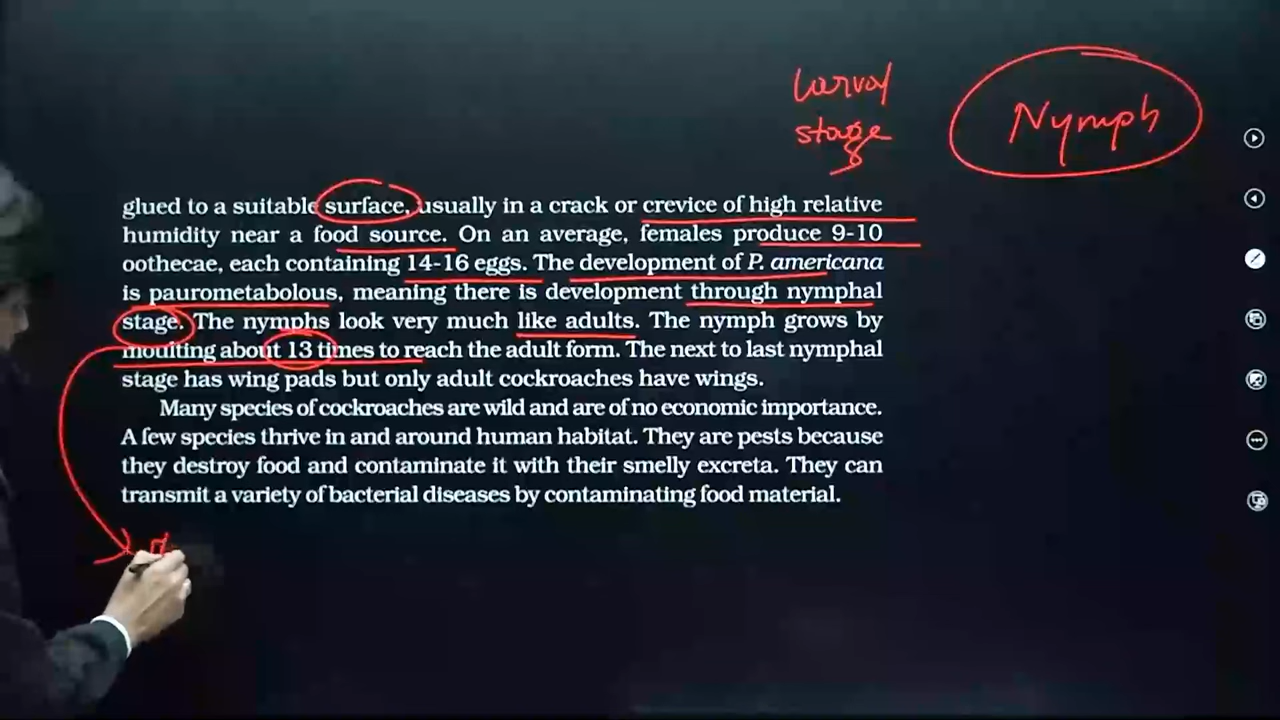 larval
stage
Nymph
glued to a suitable surface, usually in a crack or crevice of high relative
humidity near a food source. On an average, females produce 9-10
oothecae, each containing 14-16 eggs. The development of P. americana
is paurometabolous, meaning there is development through nymphal
stage. The nymphs look very much like adults. The nymph grows by
moulting about 13 times to reach the adult form. The next to last nymphal
stage has wing pads but only adult cockroaches have wings.
Many species of cockroaches are wild and are of no economic importance.
A few species thrive in and around human habitat. They are pests because
they destroy food and contaminate it with their smelly excreta. They can
transmit a variety of bacterial diseases by contaminating food material.